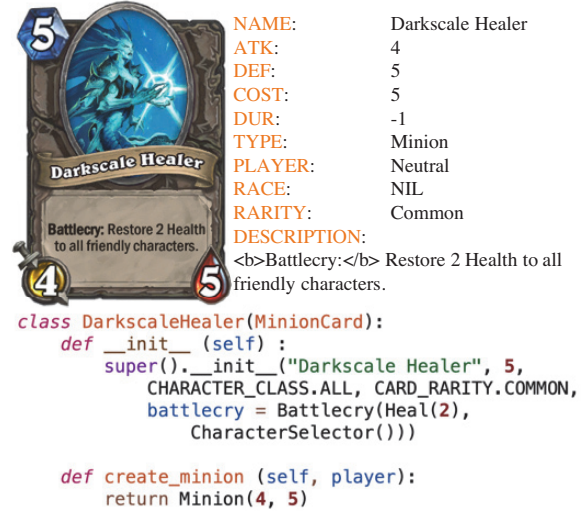 5
Darkscale Healer
Battlecry: Restore 2 Health
to all friendly characters.
4
5
NAME: Darkscale Healer
ATK: 4
DEF: 5
COST: 5
DUR: -1
TYPE: Minion
PLAYER: Neutral
RACE: NIL
RARITY: Common
DESCRIPTION:
<b>Battlecry:</b> Restore 2 Health to all
friendly characters.
class DarkscaleHealer(MinionCard):
    def __init__ (self) :
        super().__init__("Darkscale Healer", 5,
            CHARACTER_CLASS.ALL, CARD_RARITY.COMMON,
            battlecry = Battlecry(Heal(2),
                CharacterSelector()))
    def create_minion (self, player):
        return Minion(4, 5)